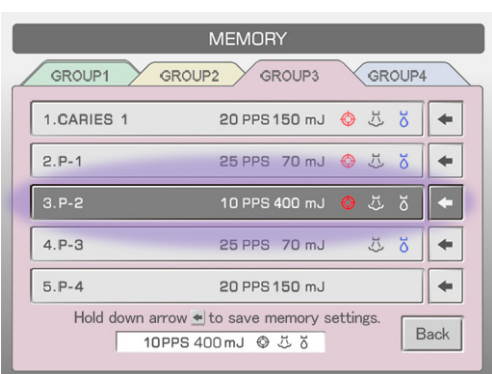 MEMORY
GROUP1 GROUP2 GROUP3 GROUP4
1.CARIES 1 20 PPS 150 mJ
2.P-1 25 PPS 70 mJ
3.P-2 10 PPS 400 mJ
4.P-3 25 PPS 70 mJ
5.P-4 20 PPS 150 mJ
Hold down arrow to save memory settings.
10PPS 400mJ
Back